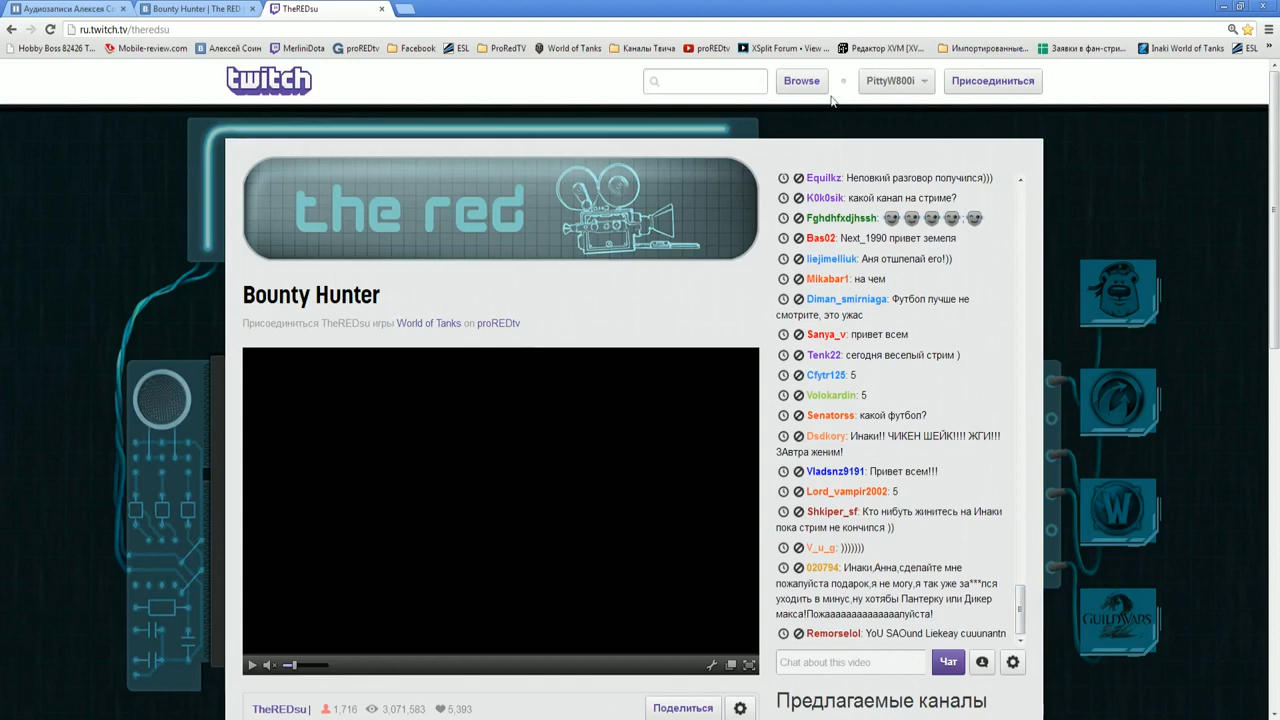 Аудиозаписи Алексея Со
Bounty Hunter | The RED
TheREDsu
ru.twitch.tv/theredsu
Hobby Boss 82426 T...
Mobile-review.com
Алексей Соин
MerliniDota
proREDtv
Facebook
ESL
ProRedTV
World of Tanks
Каналы Твича
proREDtv
XSplit Forum • View ...
Редактор XVM [XV...
Импортированные...
Заявки в фан-стри...
Inaki World of Tanks
ESL
twitch
Browse
PittyW800i
Присоединиться
the red
Bounty Hunter
Присоединиться TheREDsu игры World of Tanks on proREDtv
Equilkz: Неловкий разговор получился)))
K0k0sik: какой канал на стриме?
Fghdhfxdjhssh:
Bas02: Next_1990 привет земеля
Iiejimelliuk: Аня отшлепай его!))
Mikabar1: на чем
Diman_smirniaga: Футбол лучше не
смотрите, это ужас
Sanya_v: привет всем
Tenk22: сегодня веселый стрим )
Cfytr125: 5
Volokardin: 5
Senatorss: какой футбол?
Dsdkory: Инаки!! ЧИКЕН ШЕЙК!!!! ЖГИ!!!
ЗАвтра женим!
Vladsnz9191: Привет всем!!!
Lord_vampir2002: 5
Shkiper_sf: Кто нибуть жинитесь на Инаки
пока стрим не кончился ))
V_u_g: )))))))
020794: Инаки,Анна,сделайте мне
пожалуйста подарок,я не могу,я так уже за***лся
уходить в минус,ну хотябы Пантерку или Дикер
макса!Пожааааааааааааалуйста!
Remorselol: YoU SAOund Liekeay cuuunantn
Chat about this video
Чат
Предлагаемые каналы
TheREDsu |
1,716
3,071,583
5,393
Поделиться
GUILDWARS 2